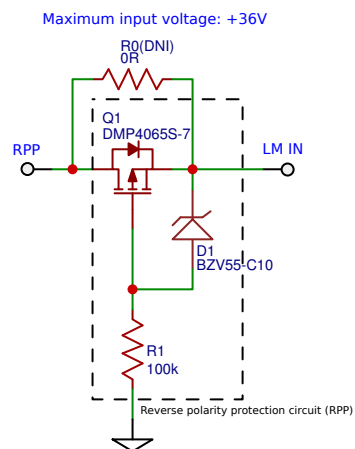 Maximum input voltage: +36V
R0(DNI)
0R
Q1
DMP4065S-7
RPP
LM IN
D1
BZV55-C10
R1
100k
Reverse polarity protection circuit (RPP)